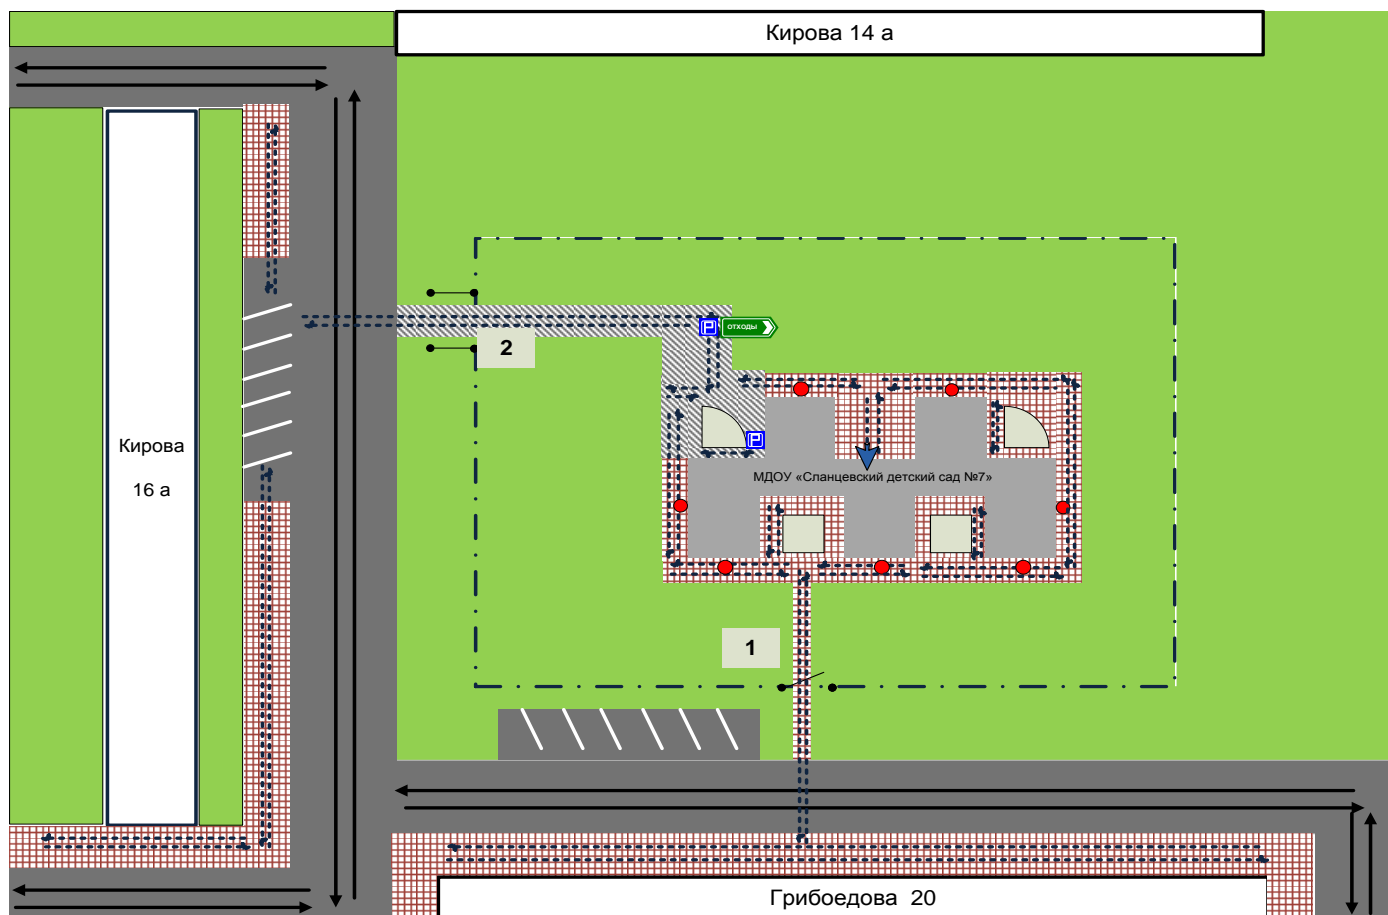 Кирова 14 а
P
ОТХОДЫ
2
Кирова
16 а
P
МДОУ «Сланцевский детский сад №7»
1
Грибоедова 20